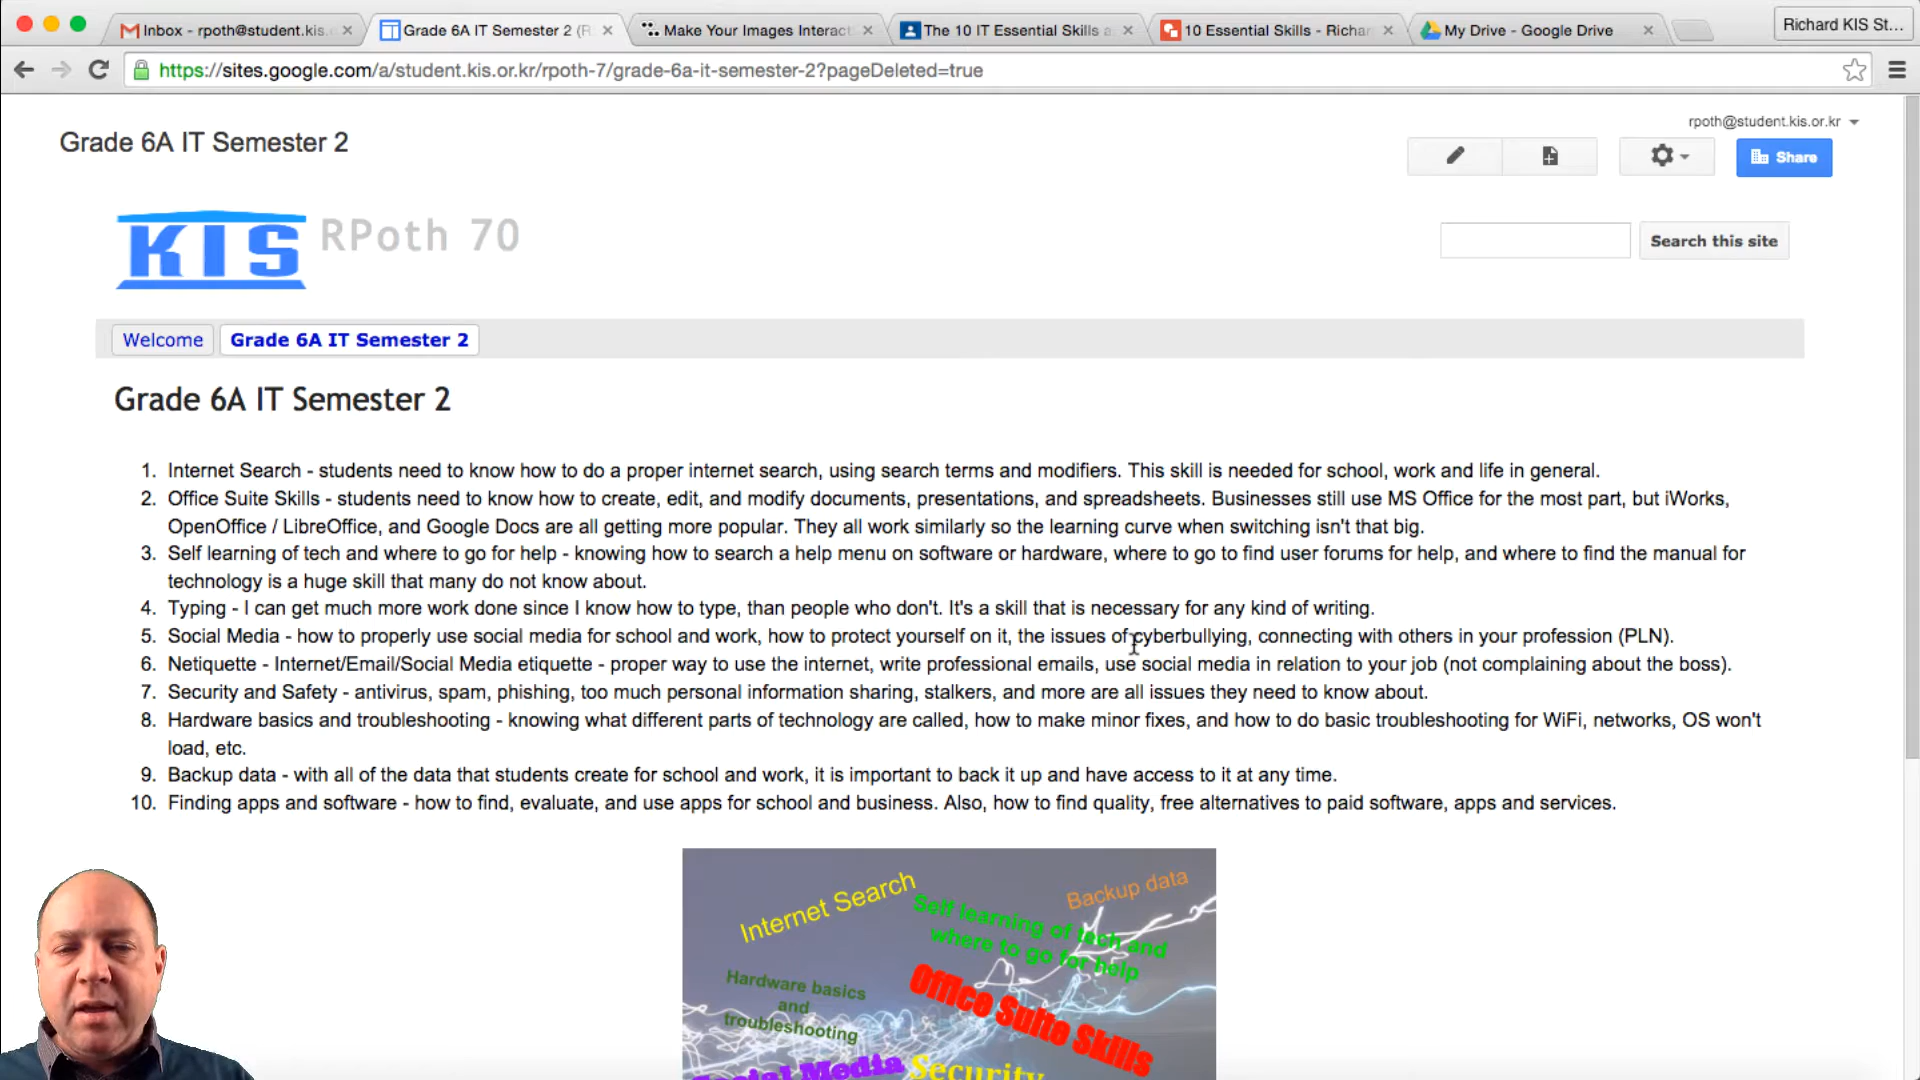 Inbox - rpoth@student.kis.
Grade 6A IT Semester 2 (R
Make Your Images Interact
The 10 IT Essential Skills a
10 Essential Skills - Richar
My Drive - Google Drive
Richard KIS St...
https://sites.google.com/a/student.kis.or.kr/rpoth-7/grade-6a-it-semester-2?pageDeleted=true
rpoth@student.kis.or.kr
Grade 6A IT Semester 2
Share
KIS RPoth 70
Search this site
Welcome
Grade 6A IT Semester 2
Grade 6A IT Semester 2
1. Internet Search - students need to know how to do a proper internet search, using search terms and modifiers. This skill is needed for school, work and life in general.
2. Office Suite Skills - students need to know how to create, edit, and modify documents, presentations, and spreadsheets. Businesses still use MS Office for the most part, but iWorks,
OpenOffice / LibreOffice, and Google Docs are all getting more popular. They all work similarly so the learning curve when switching isn't that big.
3. Self learning of tech and where to go for help - knowing how to search a help menu on software or hardware, where to go to find user forums for help, and where to find the manual for
technology is a huge skill that many do not know about.
4. Typing - I can get much more work done since I know how to type, than people who don't. It's a skill that is necessary for any kind of writing.
5. Social Media - how to properly use social media for school and work, how to protect yourself on it, the issues of cyberbullying, connecting with others in your profession (PLN).
6. Netiquette - Internet/Email/Social Media etiquette - proper way to use the internet, write professional emails, use social media in relation to your job (not complaining about the boss).
7. Security and Safety - antivirus, spam, phishing, too much personal information sharing, stalkers, and more are all issues they need to know about.
8. Hardware basics and troubleshooting - knowing what different parts of technology are called, how to make minor fixes, and how to do basic troubleshooting for WiFi, networks, OS won't
load, etc.
9. Backup data - with all of the data that students create for school and work, it is important to back it up and have access to it at any time.
10. Finding apps and software - how to find, evaluate, and use apps for school and business. Also, how to find quality, free alternatives to paid software, apps and services.
Internet Search
Backup data
Self learning of tech and
where to go for help
Hardware basics
and
troubleshooting
Office Suite Skills
Social Media
Security